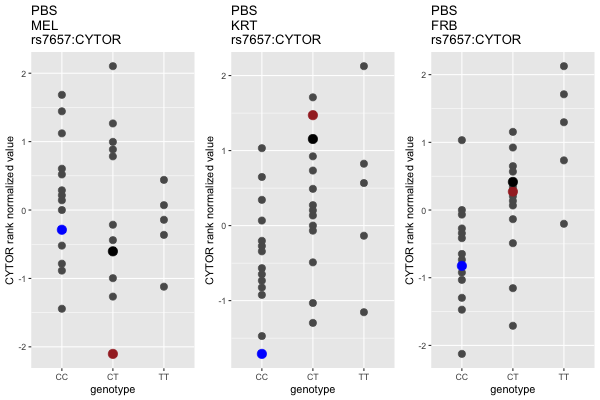 PBS
MEL
rs7657:CYTOR
CYTOR rank normalized value
2
1
0
-1
-2
CC
CT
TT
genotype
PBS
KRT
rs7657:CYTOR
CYTOR rank normalized value
2
1
0
-1
CC
CT
TT
genotype
PBS
FRB
rs7657:CYTOR
CYTOR rank normalized value
2
1
0
-1
-2
CC
CT
TT
genotype